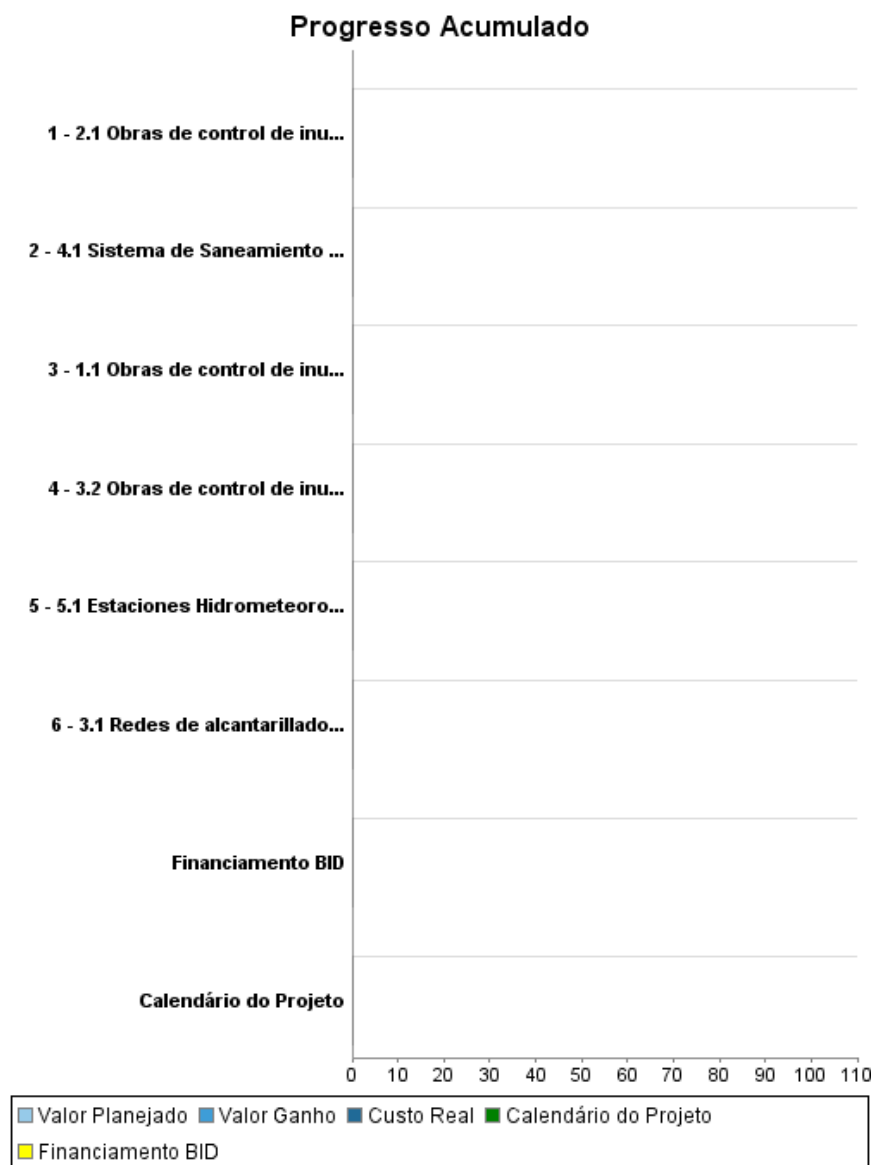 Progresso Acumulado
1 - 2.1 Obras de control de inu...
2 - 4.1 Sistema de Saneamiento ...
3 - 1.1 Obras de control de inu...
4 - 3.2 Obras de control de inu...
5 - 5.1 Estaciones Hidrometeoro...
6 - 3.1 Redes de alcantarillado...
Financiamento BID
Calendário do Projeto
0 10 20 30 40 50 60 70 80 90 100 110
Valor Planejado Valor Ganho Custo Real Calendário do Projeto
Financiamento BID